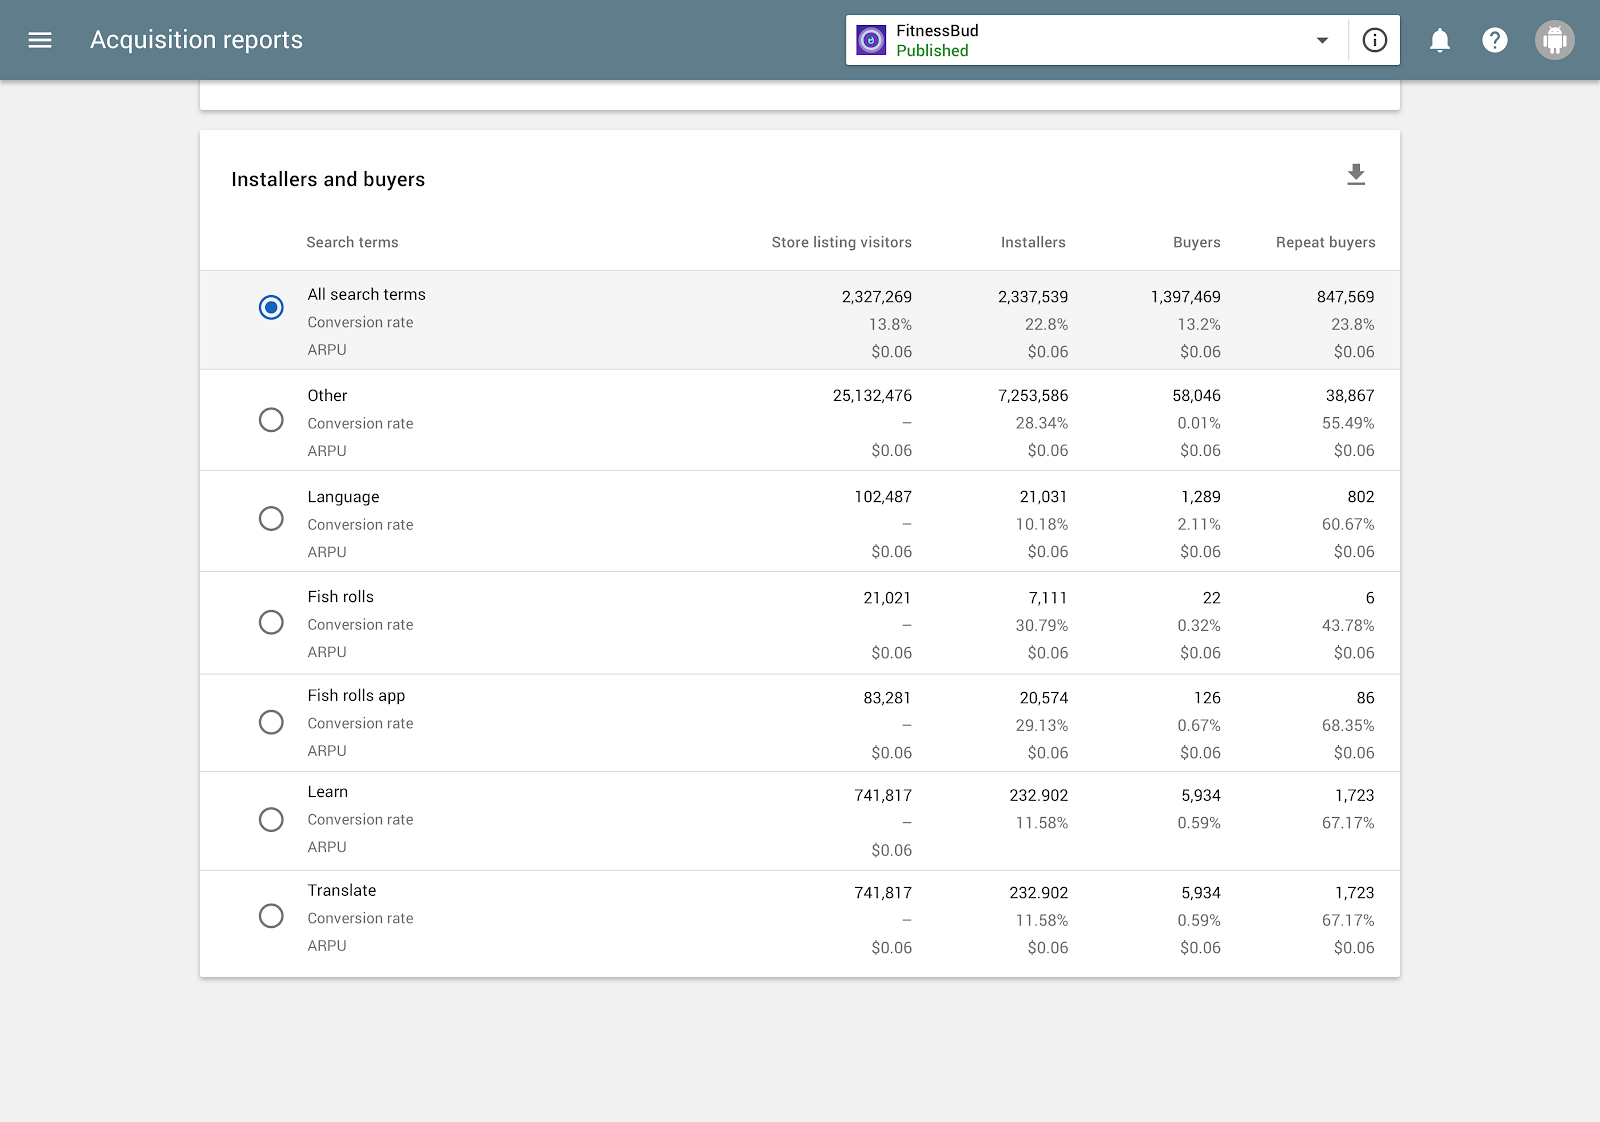 Acquisition reports
FitnessBud
Published
Installers and buyers
Search terms Store listing visitors Installers Buyers Repeat buyers
All search terms 2,327,269 2,337,539 1,397,469 847,569
Conversion rate 13.8% 22.8% 13.2% 23.8%
ARPU $0.06 $0.06 $0.06 $0.06
Other 25,132,476 7,253,586 58,046 38,867
Conversion rate – 28.34% 0.01% 55.49%
ARPU $0.06 $0.06 $0.06 $0.06
Language 102,487 21,031 1,289 802
Conversion rate – 10.18% 2.11% 60.67%
ARPU $0.06 $0.06 $0.06 $0.06
Fish rolls 21,021 7,111 22 6
Conversion rate – 30.79% 0.32% 43.78%
ARPU $0.06 $0.06 $0.06 $0.06
Fish rolls app 83,281 20,574 126 86
Conversion rate – 29.13% 0.67% 68.35%
ARPU $0.06 $0.06 $0.06 $0.06
Learn 741,817 232.902 5,934 1,723
Conversion rate – 11.58% 0.59% 67.17%
ARPU $0.06
Translate 741,817 232.902 5,934 1,723
Conversion rate – 11.58% 0.59% 67.17%
ARPU $0.06 $0.06 $0.06 $0.06